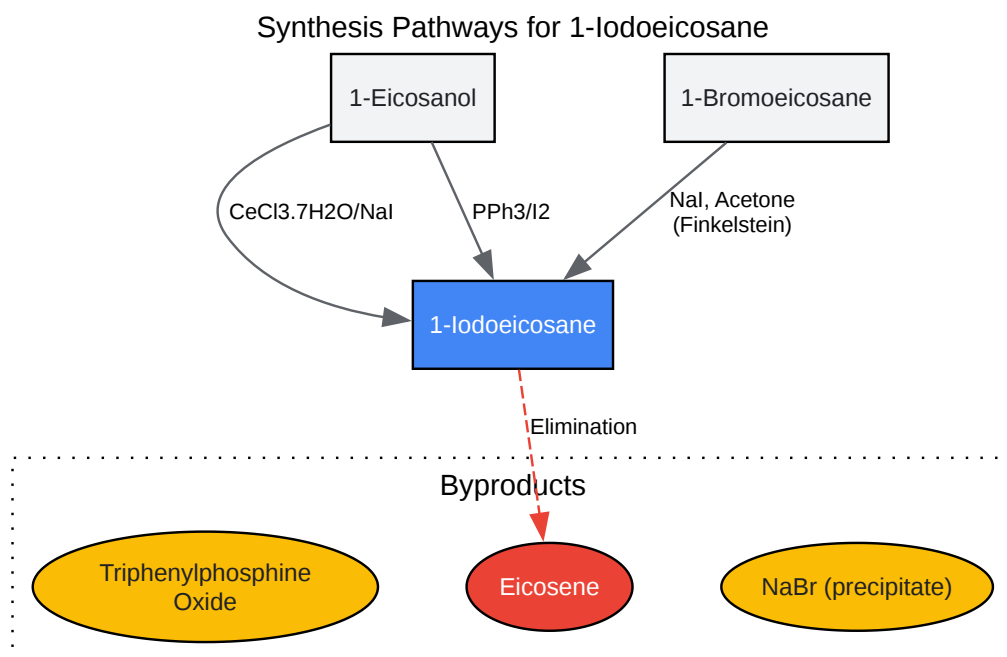 Synthesis Pathways for 1-Iodoeicosane
1-Eicosanol
1-Bromoeicosane
CeCl3.7H2O/NaI
PPh3/I2
NaI, Acetone
(Finkelstein)
1-Iodoeicosane
Elimination
Byproducts
Triphenylphosphine
Oxide
Eicosene
NaBr (precipitate)